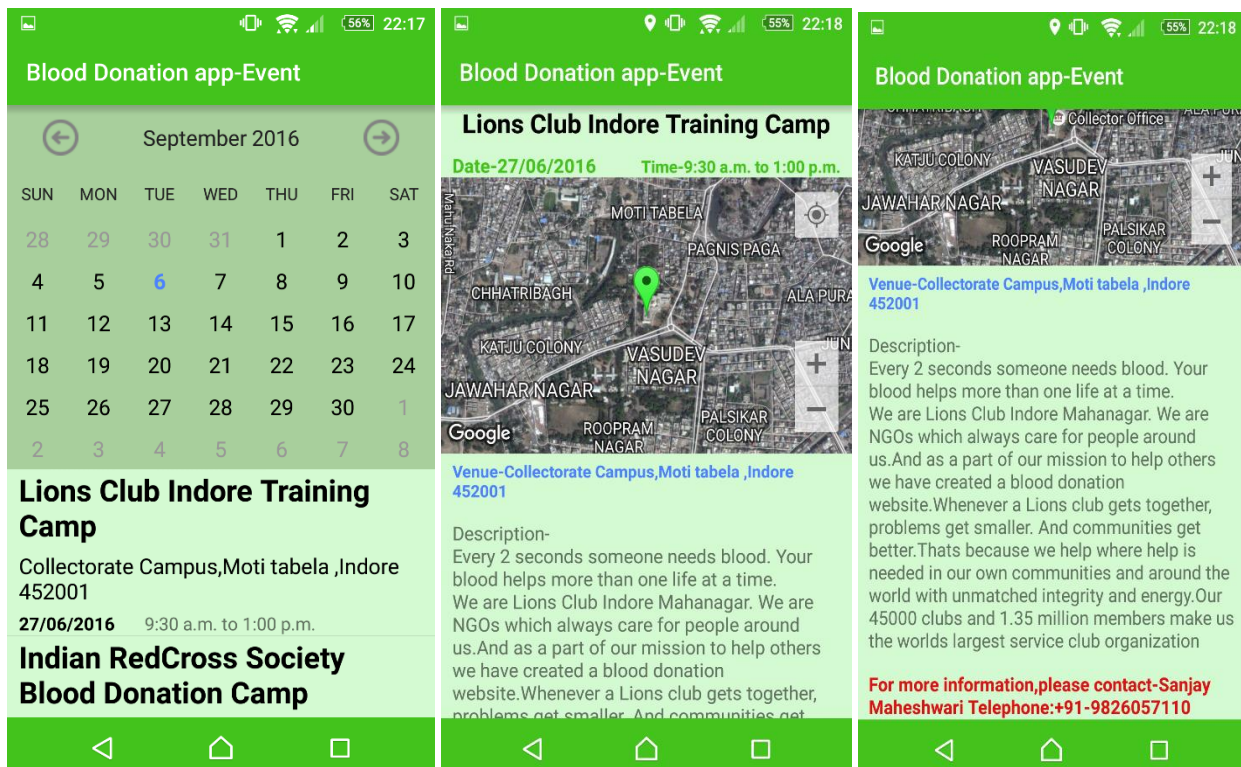 56% 22:17
Blood Donation app-Event
September 2016
SUN MON TUE WED THU FRI SAT
28 29 30 31 1 2 3
4 5 6 7 8 9 10
11 12 13 14 15 16 17
18 19 20 21 22 23 24
25 26 27 28 29 30 1
2 3 4 5 6 7 8
Lions Club Indore Training
Camp
Collectorate Campus,Moti tabela ,Indore
452001
27/06/2016 9:30 a.m. to 1:00 p.m.
Indian RedCross Society
Blood Donation Camp
55% 22:18
Blood Donation app-Event
Lions Club Indore Training Camp
Date-27/06/2016 Time-9:30 a.m. to 1:00 p.m.
Mahu Naka Rd
MOTI TABELA
PAGNIS PAGA
CHHATRIBAGH
ALA PURA
KATJU COLONY
JUN
VASUDEV
NAGAR
JAWAHAR NAGAR
PALSIKAR
COLONY
ROOPRAM
NAGAR
Google
+
−
Venue-Collectorate Campus,Moti tabela ,Indore
452001
Description-
Every 2 seconds someone needs blood. Your
blood helps more than one life at a time.
We are Lions Club Indore Mahanagar. We are
NGOs which always care for people around
us.And as a part of our mission to help others
we have created a blood donation
website.Whenever a Lions club gets together,
problems get smaller. And communities get
55% 22:18
Blood Donation app-Event
CHHATRIBAGH
Collector Office
ALA PURA
KATJU COLONY
JUN
VASUDEV
NAGAR
JAWAHAR NAGAR
PALSIKAR
COLONY
ROOPRAM
NAGAR
Google
+
−
Venue-Collectorate Campus,Moti tabela ,Indore
452001
Description-
Every 2 seconds someone needs blood. Your
blood helps more than one life at a time.
We are Lions Club Indore Mahanagar. We are
NGOs which always care for people around
us.And as a part of our mission to help others
we have created a blood donation
website.Whenever a Lions club gets together,
problems get smaller. And communities get
better.Thats because we help where help is
needed in our own communities and around the
world with unmatched integrity and energy.Our
45000 clubs and 1.35 million members make us
the worlds largest service club organization
For more information,please contact-Sanjay
Maheshwari Telephone:+91-9826057110